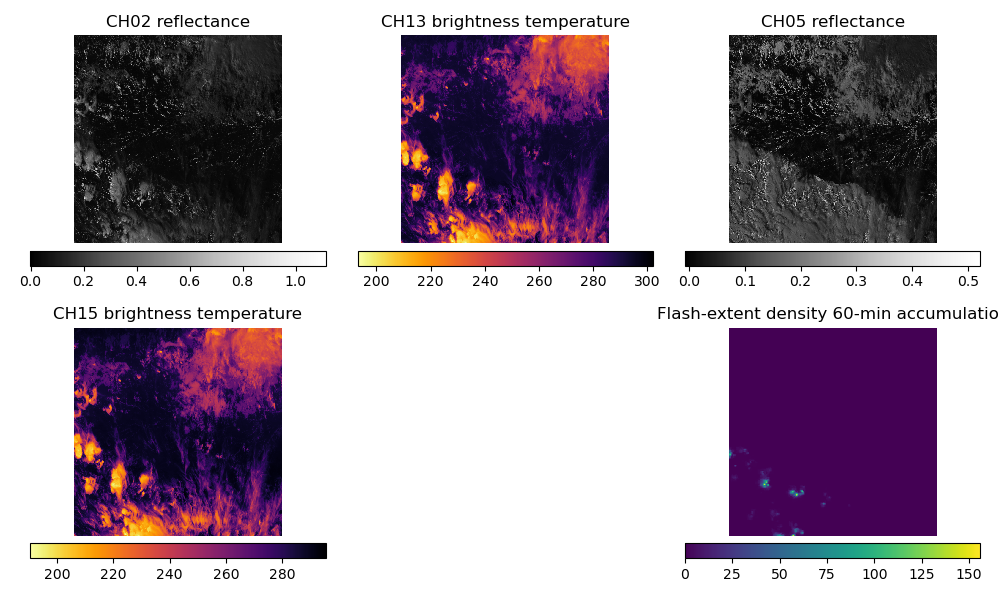 CH02 reflectance
CH13 brightness temperature
CH05 reflectance
0.0 0.2 0.4 0.6 0.8 1.0
200 220 240 260 280 300
0.0 0.1 0.2 0.3 0.4 0.5
CH15 brightness temperature
Flash-extent density 60-min accumulatio
200 220 240 260 280
0 25 50 75 100 125 150